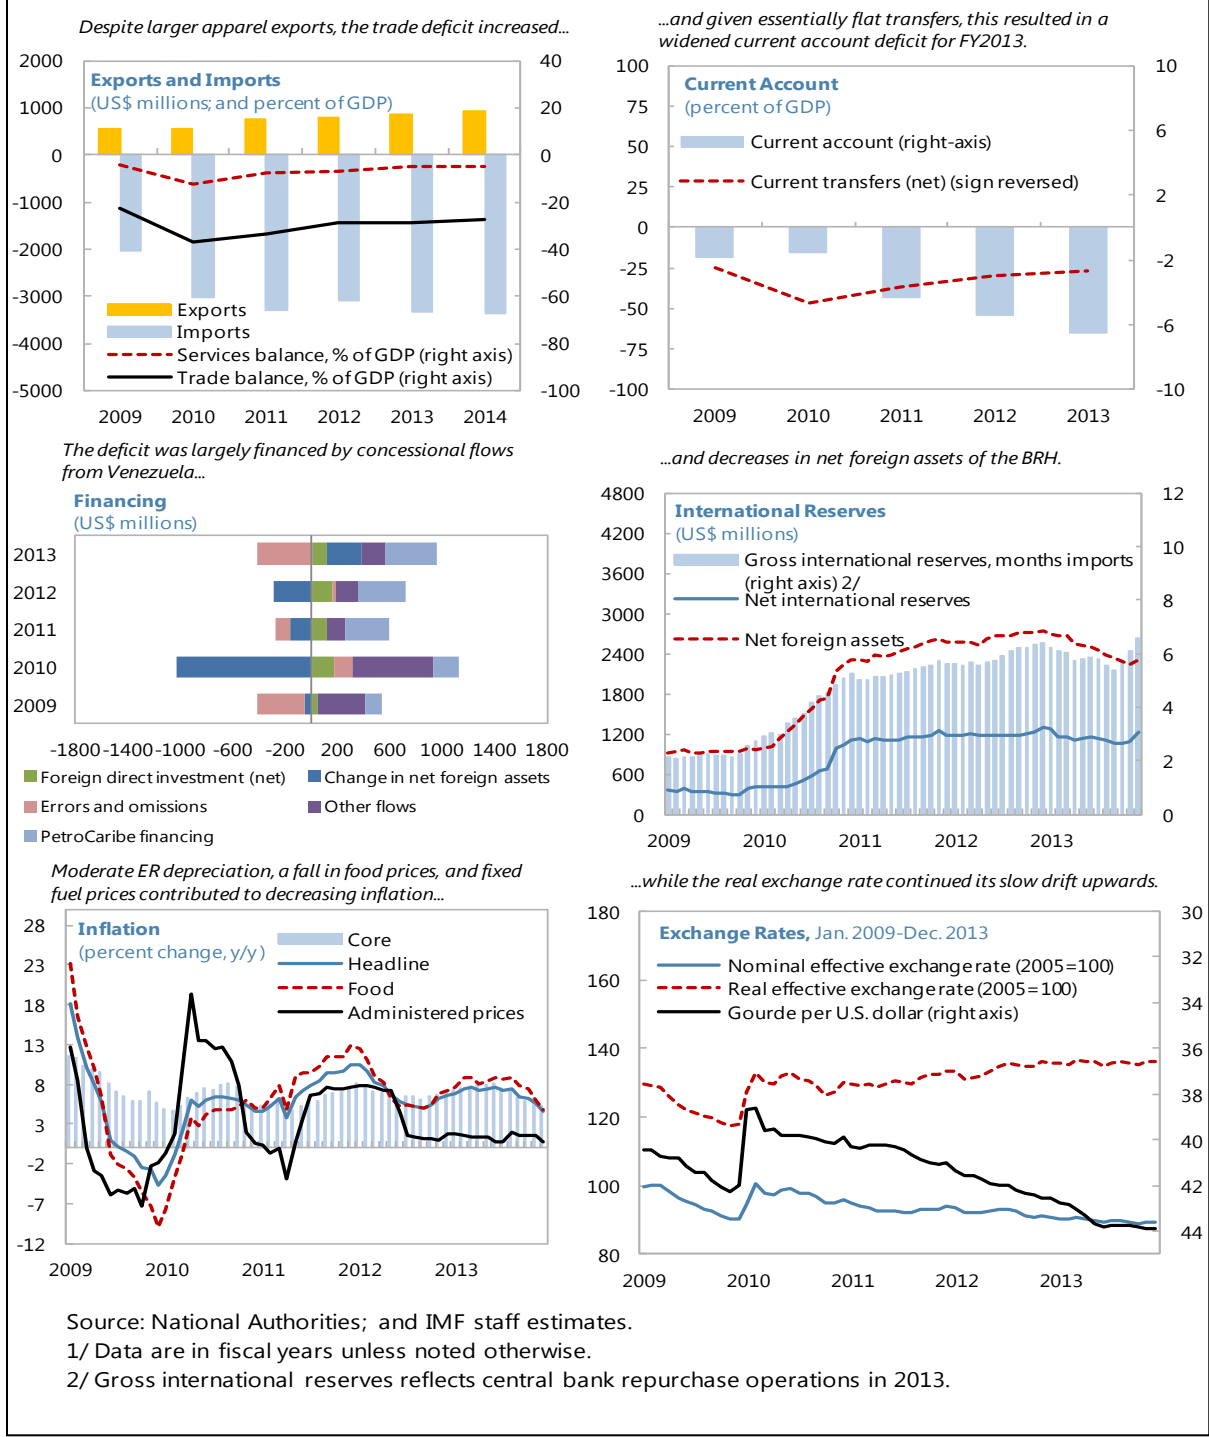 Despite larger apparent exports, the trade deficit increased...
2000
1000
0
-1000
-2000
-3000
-4000
-5000
40
20
0
-20
-40
-60
-80
-100
Exports and Imports
(US$ millions; and percent of GDP)
Exports
Imports
Services balance, % of GDP (right axis)
Trade balance, % of GDP (right axis)
2009 2010 2011 2012 2013 2014
...and given essentially flat transfers, this resulted in a
widened current account deficit for FY2013.
100
75
50
25
0
-25
-50
-75
-100
10
6
2
-2
-6
-10
Current Account
(percent of GDP)
Current account (right-axis)
Current transfers (net) (sign reversed)
2009 2010 2011 2012 2013
The deficit was largely financed by concessional flows
from Venezuela...
Financing
(US$ millions)
2013
2012
2011
2010
2009
-1800 -1400 -1000 -600 -200 200 600 1000 1400 1800
Foreign direct investment (net)
Change in net foreign assets
Errors and omissions
Other flows
PetroCaribe financing
...and decreases in net foreign assets of the BRH.
4800
4200
3600
3000
2400
1800
1200
600
0
12
10
8
6
4
2
0
International Reserves
(US$ millions)
Gross international reserves, months imports
(right axis) 2/
Net international reserves
Net foreign assets
2009 2010 2011 2012 2013
Moderate ER depreciation, a fall in food prices, and fixed
fuel prices contributed to decreasing inflation...
28
23
18
13
8
3
-2
-7
-12
Inflation
(percent change, y/y)
Core
Headline
Food
Administered prices
2009 2010 2011 2012 2013
...while the real exchange rate continued its slow drift upwards.
180
160
140
120
100
80
30
32
34
36
38
40
42
44
Exchange Rates, Jan. 2009-Dec. 2013
Nominal effective exchange rate (2005=100)
Real effective exchange rate (2005=100)
Gourde per U.S. dollar (right axis)
2009 2010 2011 2012 2013
Source: National Authorities; and IMF staff estimates.
1/ Data are in fiscal years unless noted otherwise.
2/ Gross international reserves reflects central bank repurchase operations in 2013.